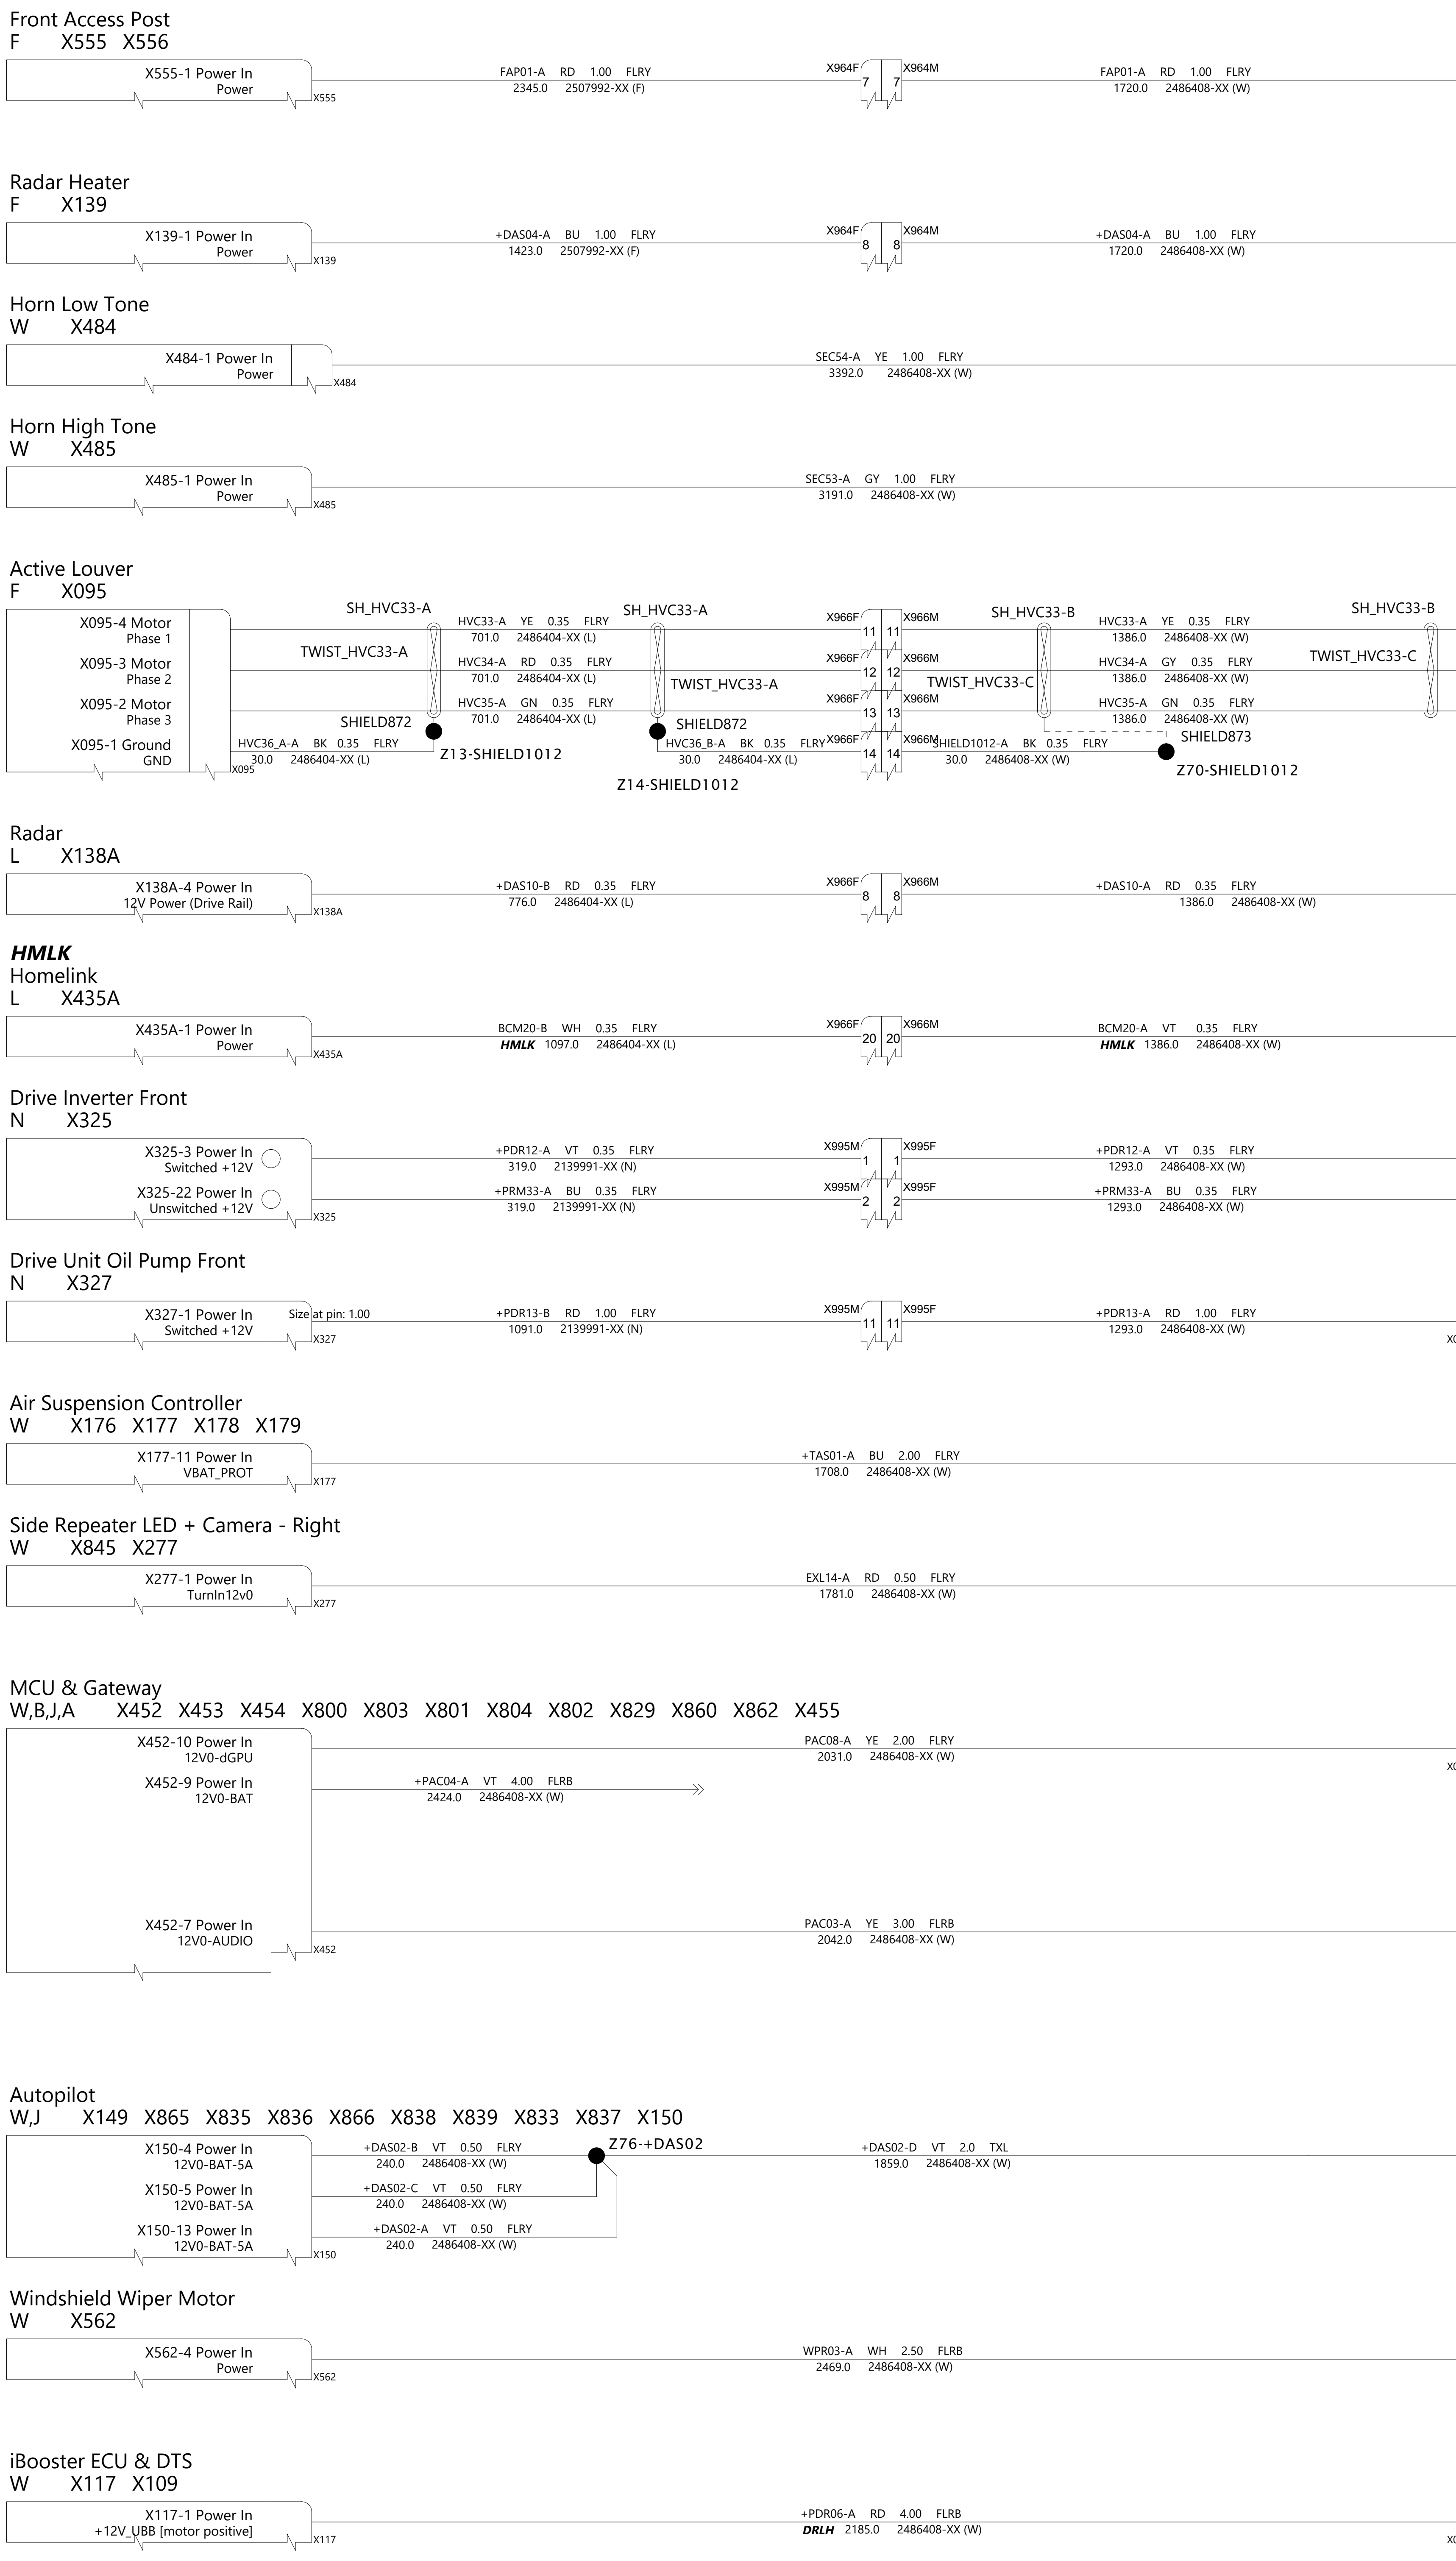 Front Access Post
F X555 X556
X555-1 Power In
Power
X555
FAP01-A RD 1.00 FLRY
2345.0 2507992-XX (F)
X964F X964M
7 7
FAP01-A RD 1.00 FLRY
1720.0 2486408-XX (W)
Radar Heater
F X139
X139-1 Power In
Power
X139
+DAS04-A BU 1.00 FLRY
1423.0 2507992-XX (F)
X964F X964M
8 8
+DAS04-A BU 1.00 FLRY
1720.0 2486408-XX (W)
Horn Low Tone
W X484
X484-1 Power In
Power
X484
SEC54-A YE 1.00 FLRY
3392.0 2486408-XX (W)
Horn High Tone
W X485
X485-1 Power In
Power
X485
SEC53-A GY 1.00 FLRY
3191.0 2486408-XX (W)
Active Louver
F X095
X095-4 Motor
Phase 1
X095-3 Motor
Phase 2
X095-2 Motor
Phase 3
X095-1 Ground
GND
X095
SH_HVC33-A
TWIST_HVC33-A
HVC33-A YE 0.35 FLRY
701.0 2486404-XX (L)
HVC34-A RD 0.35 FLRY
701.0 2486404-XX (L)
HVC35-A GN 0.35 FLRY
701.0 2486404-XX (L)
SHIELD872
Z13-SHIELD1012
HVC36_A-A BK 0.35 FLRY
30.0 2486404-XX (L)
SH_HVC33-A
TWIST_HVC33-A
SHIELD872
HVC36_B-A BK 0.35 FLRY
30.0 2486404-XX (L)
Z14-SHIELD1012
X966F X966M
11 11
X966F X966M
12 12
X966F X966M
13 13
X966F X966M
14 14
SH_HVC33-B
TWIST_HVC33-C
HVC33-A YE 0.35 FLRY
1386.0 2486408-XX (W)
HVC34-A GY 0.35 FLRY
1386.0 2486408-XX (W)
HVC35-A GN 0.35 FLRY
1386.0 2486408-XX (W)
SHIELD1012-A BK 0.35 FLRY
30.0 2486408-XX (W)
SHIELD873
Z70-SHIELD1012
SH_HVC33-B
TWIST_HVC33-C
Radar
L X138A
X138A-4 Power In
12V Power (Drive Rail)
X138A
+DAS10-B RD 0.35 FLRY
776.0 2486404-XX (L)
X966F X966M
8 8
+DAS10-A RD 0.35 FLRY
1386.0 2486408-XX (W)
HMLK
Homelink
L X435A
X435A-1 Power In
Power
X435A
BCM20-B WH 0.35 FLRY
HMLK 1097.0 2486404-XX (L)
X966F X966M
20 20
BCM20-A VT 0.35 FLRY
HMLK 1386.0 2486408-XX (W)
Drive Inverter Front
N X325
X325-3 Power In
Switched +12V
X325-22 Power In
Unswitched +12V
X325
+PDR12-A VT 0.35 FLRY
319.0 2139991-XX (N)
+PRM33-A BU 0.35 FLRY
319.0 2139991-XX (N)
X995M X995F
1 1
X995M X995F
2 2
+PDR12-A VT 0.35 FLRY
1293.0 2486408-XX (W)
+PRM33-A BU 0.35 FLRY
1293.0 2486408-XX (W)
Drive Unit Oil Pump Front
N X327
X327-1 Power In
Switched +12V
X327
Size at pin: 1.00
+PDR13-B RD 1.00 FLRY
1091.0 2139991-XX (N)
X995M X995F
11 11
+PDR13-A RD 1.00 FLRY
1293.0 2486408-XX (W)
Air Suspension Controller
W X176 X177 X178 X179
X177-11 Power In
VBAT_PROT
X177
+TAS01-A BU 2.00 FLRY
1708.0 2486408-XX (W)
Side Repeater LED + Camera - Right
W X845 X277
X277-1 Power In
TurnIn12v0
X277
EXL14-A RD 0.50 FLRY
1781.0 2486408-XX (W)
MCU & Gateway
W,B,J,A X452 X453 X454 X800 X803 X801 X804 X802 X829 X860 X862 X455
X452-10 Power In
12V0-dGPU
PAC08-A YE 2.00 FLRY
2031.0 2486408-XX (W)
X452-9 Power In
12V0-BAT
+PAC04-A VT 4.00 FLRB
2424.0 2486408-XX (W)
X452-7 Power In
12V0-AUDIO
X452
PAC03-A YE 3.00 FLRB
2042.0 2486408-XX (W)
Autopilot
W,J X149 X865 X835 X836 X866 X838 X839 X833 X837 X150
X150-4 Power In
12V0-BAT-5A
+DAS02-B VT 0.50 FLRY
240.0 2486408-XX (W)
Z76-+DAS02
+DAS02-D VT 2.0 TXL
1859.0 2486408-XX (W)
X150-5 Power In
12V0-BAT-5A
+DAS02-C VT 0.50 FLRY
240.0 2486408-XX (W)
X150-13 Power In
12V0-BAT-5A
X150
+DAS02-A VT 0.50 FLRY
240.0 2486408-XX (W)
Windshield Wiper Motor
W X562
X562-4 Power In
Power
X562
WPR03-A WH 2.50 FLRB
2469.0 2486408-XX (W)
iBooster ECU & DTS
W X117 X109
X117-1 Power In
+12V_UBB [motor positive]
X117
+PDR06-A RD 4.00 FLRB
DRLH 2185.0 2486408-XX (W)